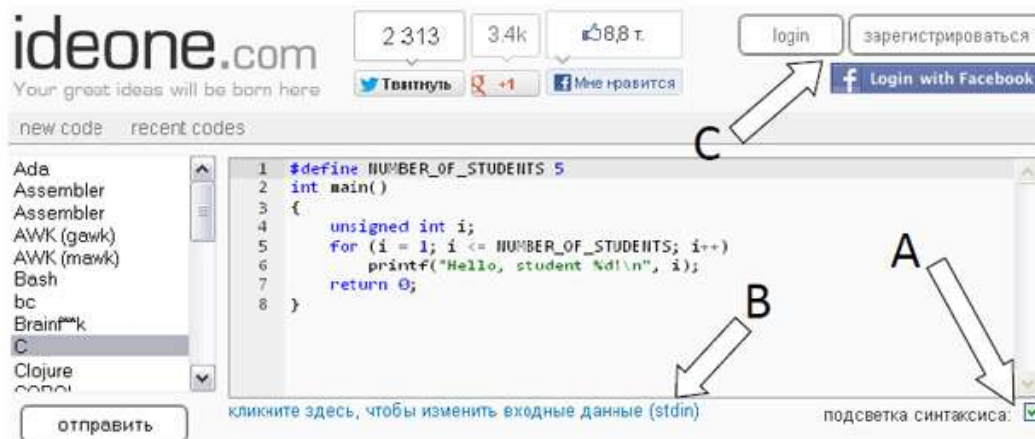 ideone.com
Your great ideas will be born here
2 313
3.4k
8,8 т.
Твитнуть
+1
Мне нравится
login
зарегистрироваться
Login with Facebook
C
new code recent codes
Ada
Assembler
Assembler
AWK (gawk)
AWK (mawk)
Bash
bc
Brainf**k
C
Clojure
1 #define NUMBER_OF_STUDENTS 5
2 int main()
3 {
4 unsigned int i;
5 for (i = 1; i <= NUMBER_OF_STUDENTS; i++)
6 printf("Hello, student %d!\n", i);
7 return 0;
8 }
A
B
кликните здесь, чтобы изменить входные данные (stdin)
подсветка синтаксиса:
отправить